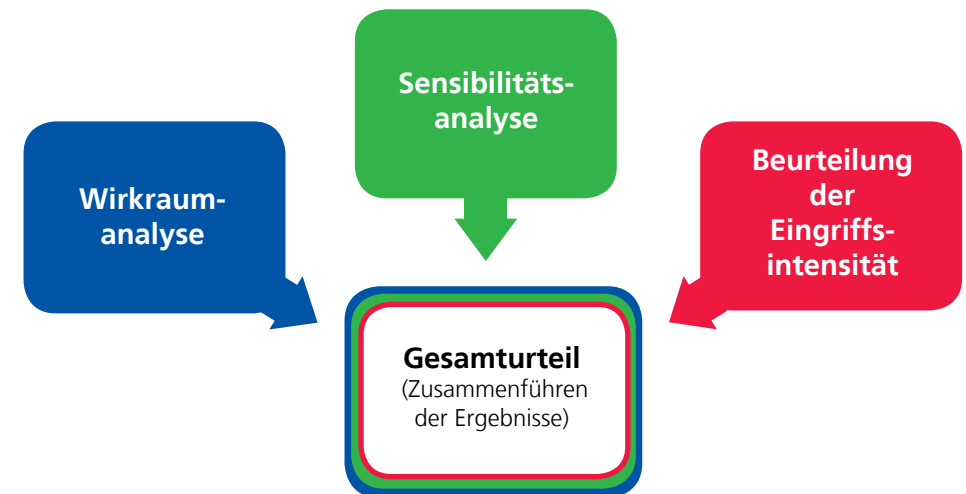 Sensibilitäts-
analyse
Wirkraum-
analyse
Beurteilung
der
Eingriffs-
intensität
Gesamturteil
(Zusammenführen
der Ergebnisse)